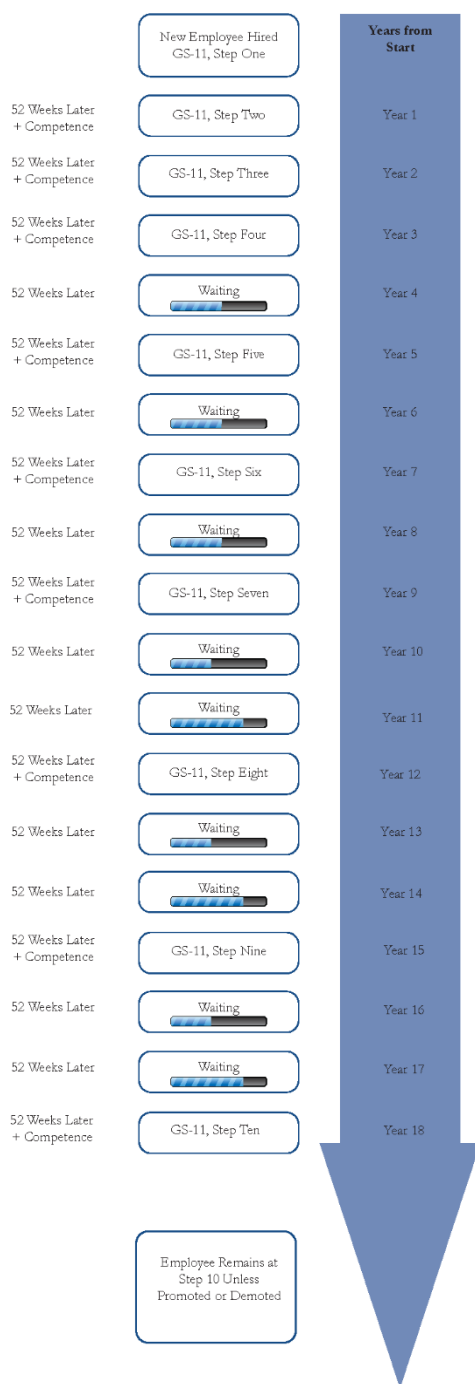 New Employee Hired
GS-11, Step One
Years from
Start
52 Weeks Later
+ Competence
GS-11, Step Two
Year 1
52 Weeks Later
+ Competence
GS-11, Step Three
Year 2
52 Weeks Later
+ Competence
GS-11, Step Four
Year 3
52 Weeks Later
Waiting
Year 4
52 Weeks Later
+ Competence
GS-11, Step Five
Year 5
52 Weeks Later
Waiting
Year 6
52 Weeks Later
+ Competence
GS-11, Step Six
Year 7
52 Weeks Later
Waiting
Year 8
52 Weeks Later
+ Competence
GS-11, Step Seven
Year 9
52 Weeks Later
Waiting
Year 10
52 Weeks Later
Waiting
Year 11
52 Weeks Later
+ Competence
GS-11, Step Eight
Year 12
52 Weeks Later
Waiting
Year 13
52 Weeks Later
Waiting
Year 14
52 Weeks Later
+ Competence
GS-11, Step Nine
Year 15
52 Weeks Later
Waiting
Year 16
52 Weeks Later
Waiting
Year 17
52 Weeks Later
+ Competence
GS-11, Step Ten
Year 18
Employee Remains at
Step 10 Unless
Promoted or Demoted